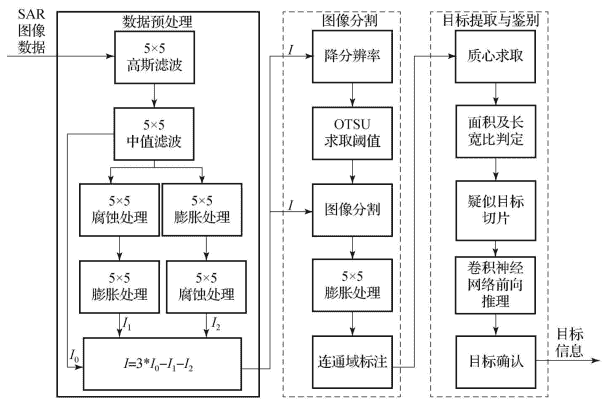 SAR
图像
数据
数据预处理
5×5
高斯滤波
5×5
中值滤波
5×5
腐蚀处理
5×5
膨胀处理
5×5
膨胀处理
5×5
腐蚀处理
I₁
I₂
I₀
I=3*I₀-I₁-I₂
图像分割
I
降分辨率
OTSU
求取阈值
I
图像分割
5×5
膨胀处理
连通域标注
目标提取与鉴别
质心求取
面积及长
宽比判定
疑似目标
切片
卷积神经
网络前向
推理
目标确认
目标
信息